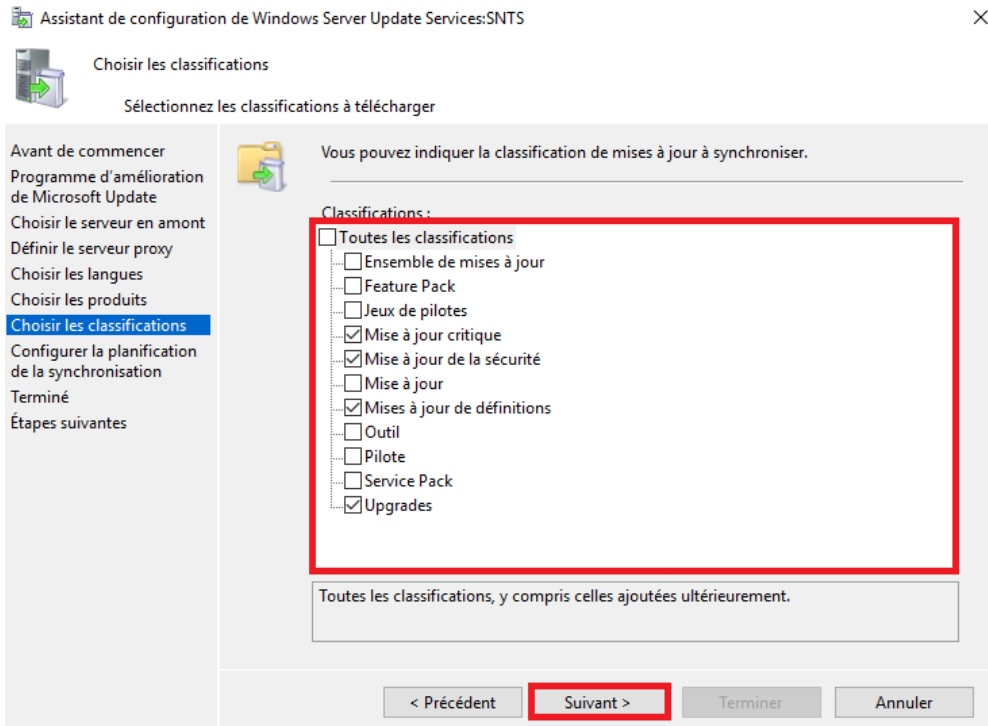 Assistant de configuration de Windows Server Update Services:SNTS
Choisir les classifications
Sélectionnez les classifications à télécharger
Avant de commencer
Programme d'amélioration
de Microsoft Update
Choisir le serveur en amont
Définir le serveur proxy
Choisir les langues
Choisir les produits
Choisir les classifications
Configurer la planification
de la synchronisation
Terminé
Étapes suivantes
Vous pouvez indiquer la classification de mises à jour à synchroniser.
Classifications :
Toutes les classifications
Ensemble de mises à jour
Feature Pack
Jeux de pilotes
Mise à jour critique
Mise à jour de la sécurité
Mise à jour
Mises à jour de définitions
Outil
Pilote
Service Pack
Upgrades
Toutes les classifications, y compris celles ajoutées ultérieurement.
< Précédent
Suivant >
Terminer
Annuler